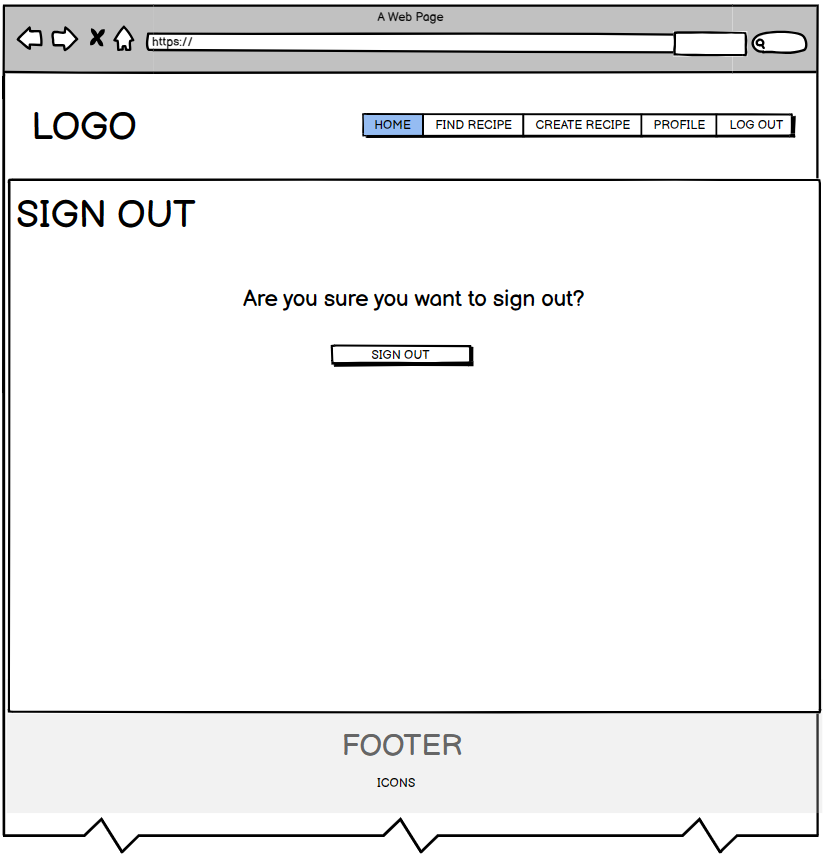 A Web Page
https://
LOGO
HOME FIND RECIPE CREATE RECIPE PROFILE LOG OUT
SIGN OUT
Are you sure you want to sign out?
SIGN OUT
FOOTER
ICONS